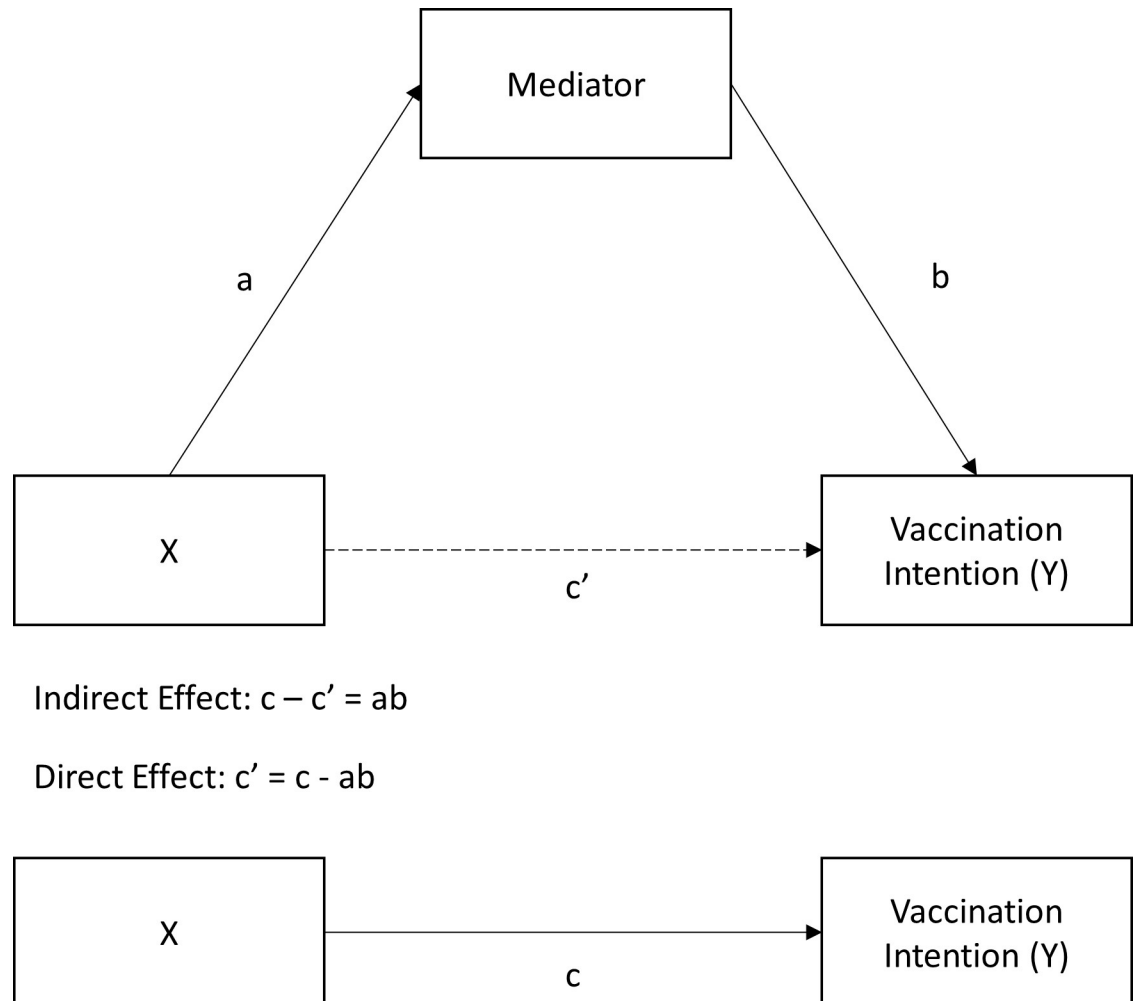 Mediator
a
b
X
Vaccination
Intention (Y)
c’
Indirect Effect: c – c’ = ab
Direct Effect: c’ = c - ab
X
Vaccination
Intention (Y)
c